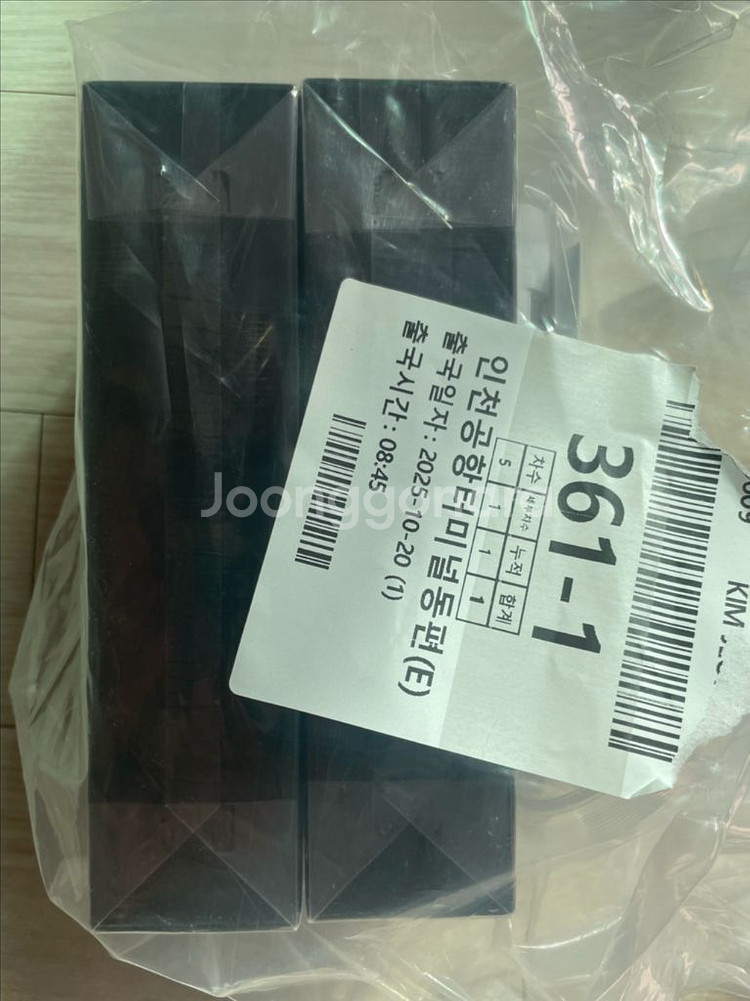 KIM
361-1
차수 세부차수 누적 합계
5 1 1 1
인천공항터미널동편(E)
출국일자 : 2025-10-20 (1)
출국시간 : 08:45
Joonggonara